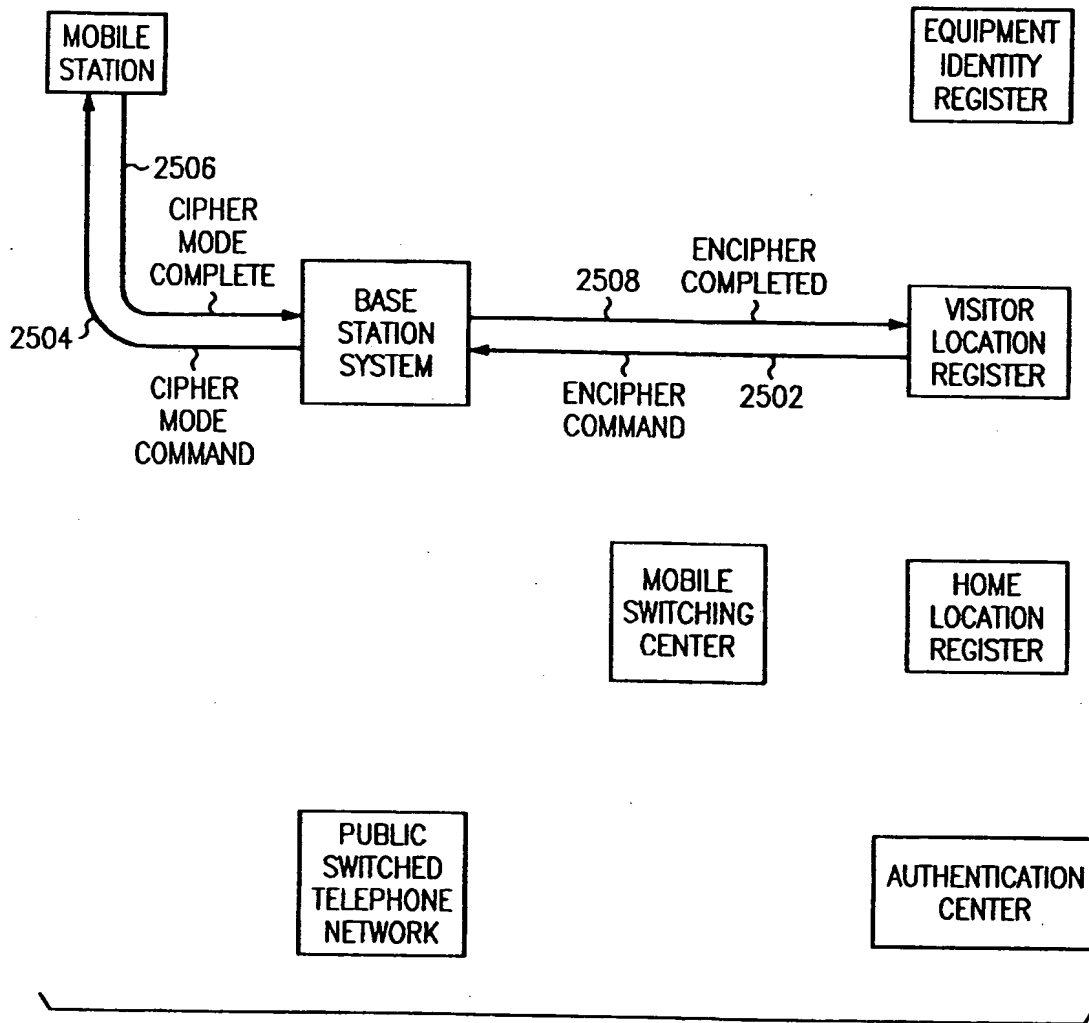 MOBILE
STATION
EQUIPMENT
IDENTITY
REGISTER
2506
CIPHER
MODE
COMPLETE
2504
CIPHER
MODE
COMMAND
BASE
STATION
SYSTEM
2508
ENCIPHER
COMPLETED
ENCIPHER
COMMAND
2502
VISITOR
LOCATION
REGISTER
MOBILE
SWITCHING
CENTER
HOME
LOCATION
REGISTER
PUBLIC
SWITCHED
TELEPHONE
NETWORK
AUTHENTICATION
CENTER